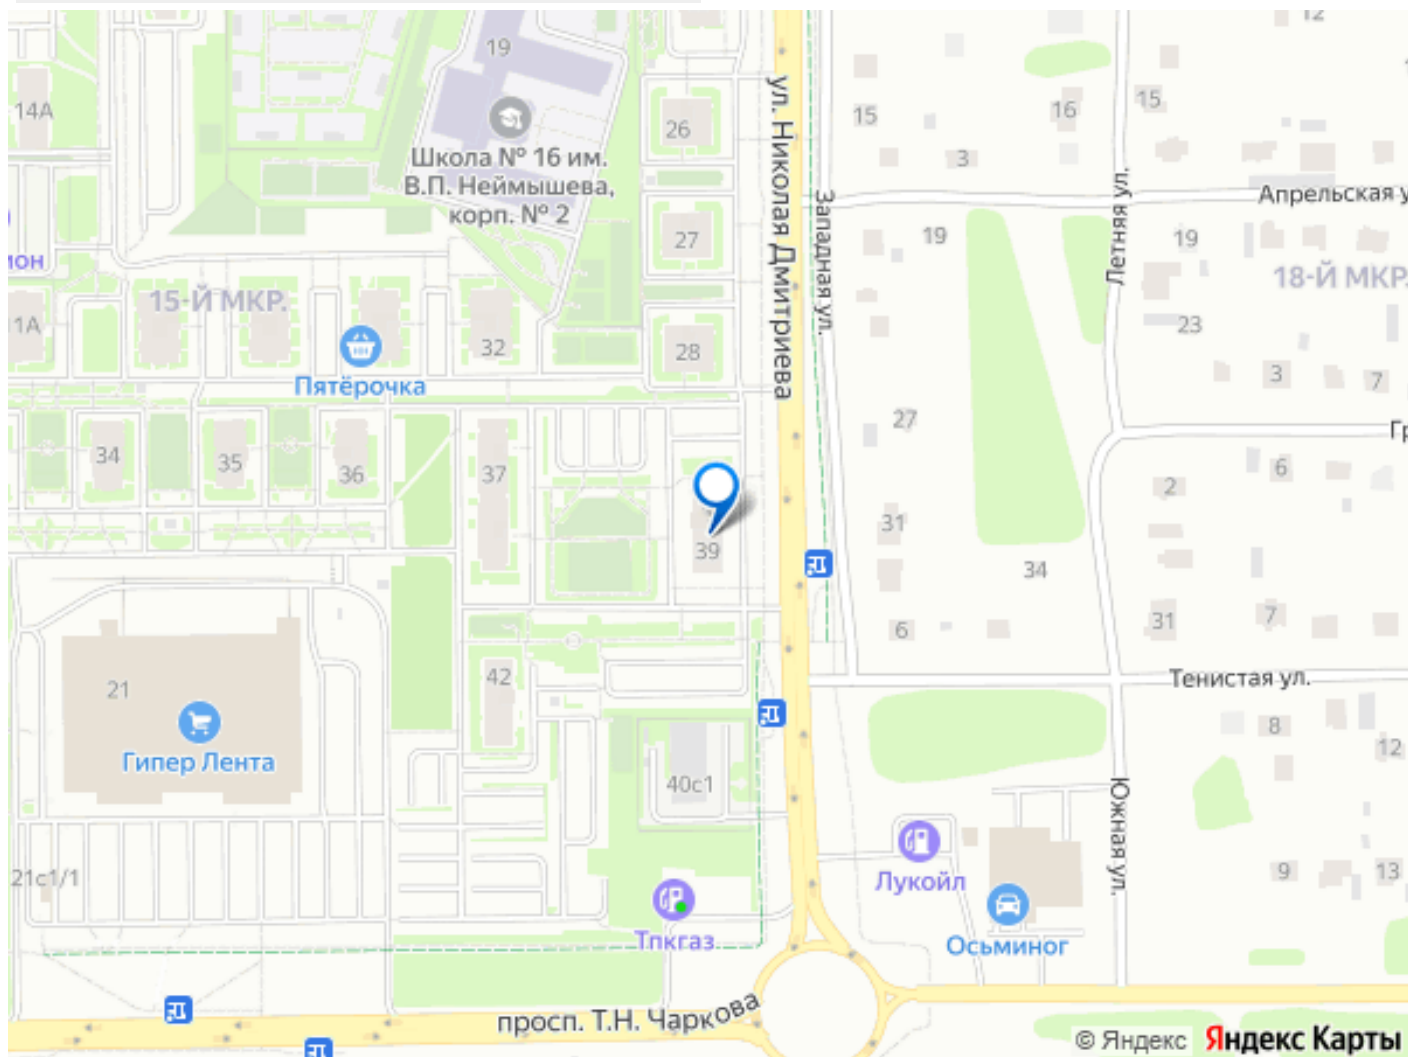 12
19
14А
26
15
16
15
3
Школа № 16 им.
В.П. Неймышева,
корп. № 2
ул. Николая Дмитриева
Западная ул.
Летняя ул.
Апрельская у
27
19
19
ион
15-Й МКР.
18-Й МКР.
1А
32
28
23
Пятёрочка
3
7
27
Гр
34
35
36
37
6
2
31
39
34
6
31
7
Тенистая ул.
21
42
8
12
Гипер Лента
40с1
Южная ул.
21с1/1
Лукойл
9
13
Тпкгаз
Осьминог
просп. Т.Н. Чаркова
© Яндекс Яндекс Карты